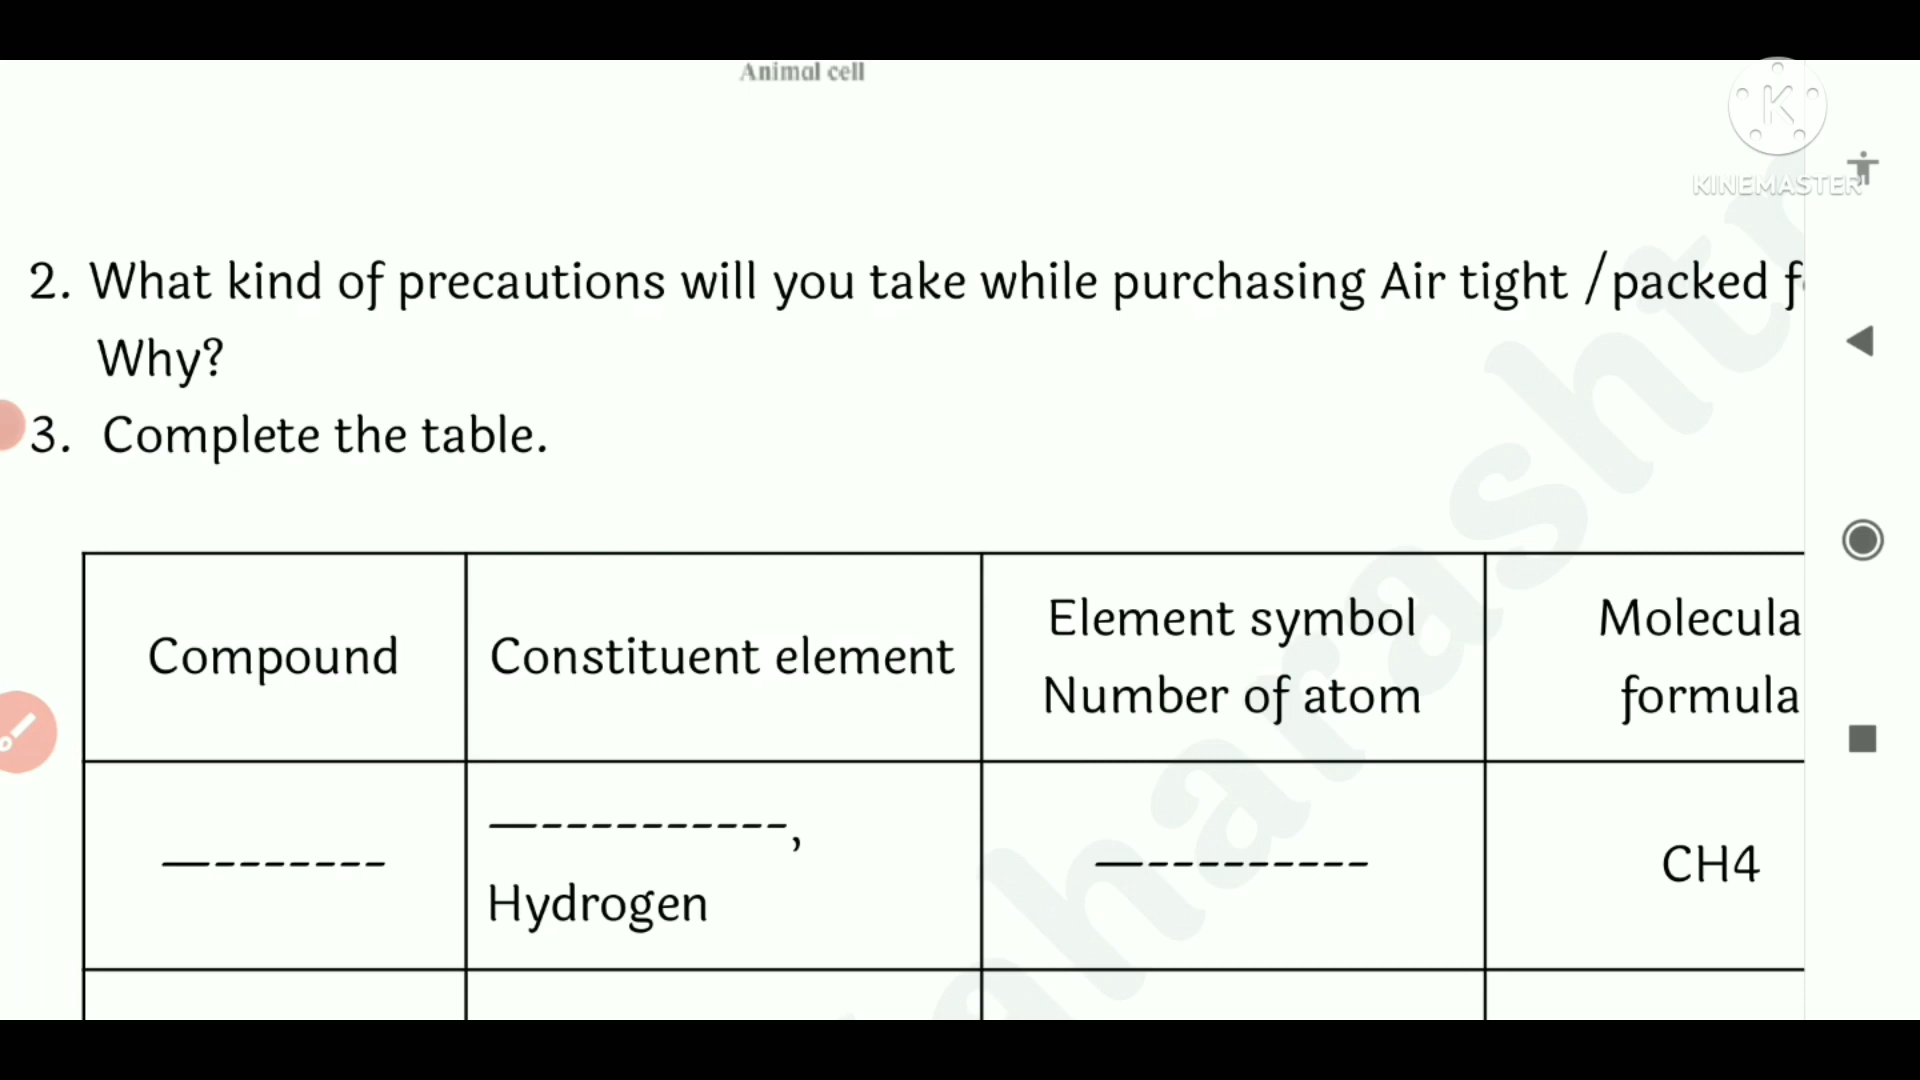 Animal cell
KINEMASTER
2. What kind of precautions will you take while purchasing Air tight /packed f
Why?
3. Complete the table.
Compound
Constituent element
Element symbol
Number of atom
Molecula
formula
—--------
—-----------,
Hydrogen
—----------
CH4
aharashtr